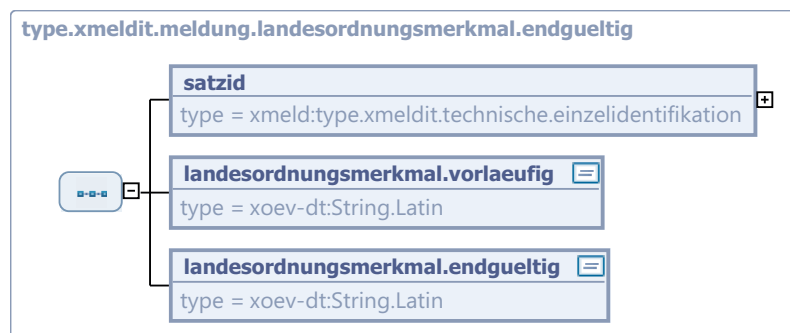 type.xmeldit.meldung.landesordnungsmerkmal.endgueltig
satzid
type = xmeld:type.xmeldit.technische.einzelidentifikation
landesordnungsmerkmal.vorlaeufig
type = xoev-dt:String.Latin
landesordnungsmerkmal.endgueltig
type = xoev-dt:String.Latin